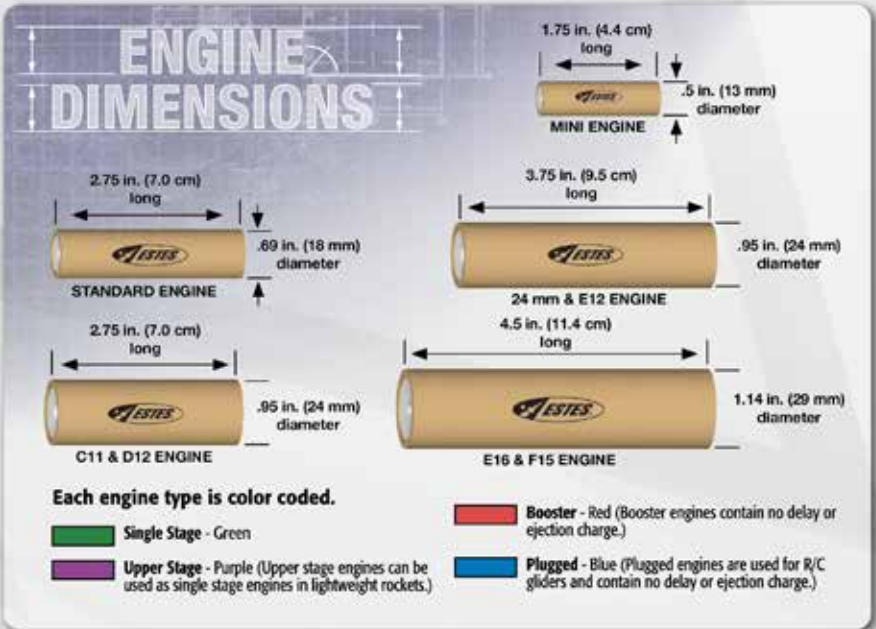 ENGINE
DIMENSIONS
1.75 in. (4.4 cm)
long
.5 in. (13 mm)
diameter
ESTES
MINI ENGINE
2.75 in. (7.0 cm)
long
.69 in. (18 mm)
diameter
ESTES
STANDARD ENGINE
3.75 in. (9.5 cm)
long
.95 in. (24 mm)
diameter
ESTES
24 mm & E12 ENGINE
2.75 in. (7.0 cm)
long
.95 in. (24 mm)
diameter
ESTES
C11 & D12 ENGINE
4.5 in. (11.4 cm)
long
1.14 in. (29 mm)
diameter
ESTES
E16 & F15 ENGINE
Each engine type is color coded.
Single Stage - Green
Upper Stage - Purple (Upper stage engines can be
used as single stage engines in lightweight rockets.)
Booster - Red (Booster engines contain no delay or
ejection charge.)
Plugged - Blue (Plugged engines are used for R/C
gliders and contain no delay or ejection charge.)